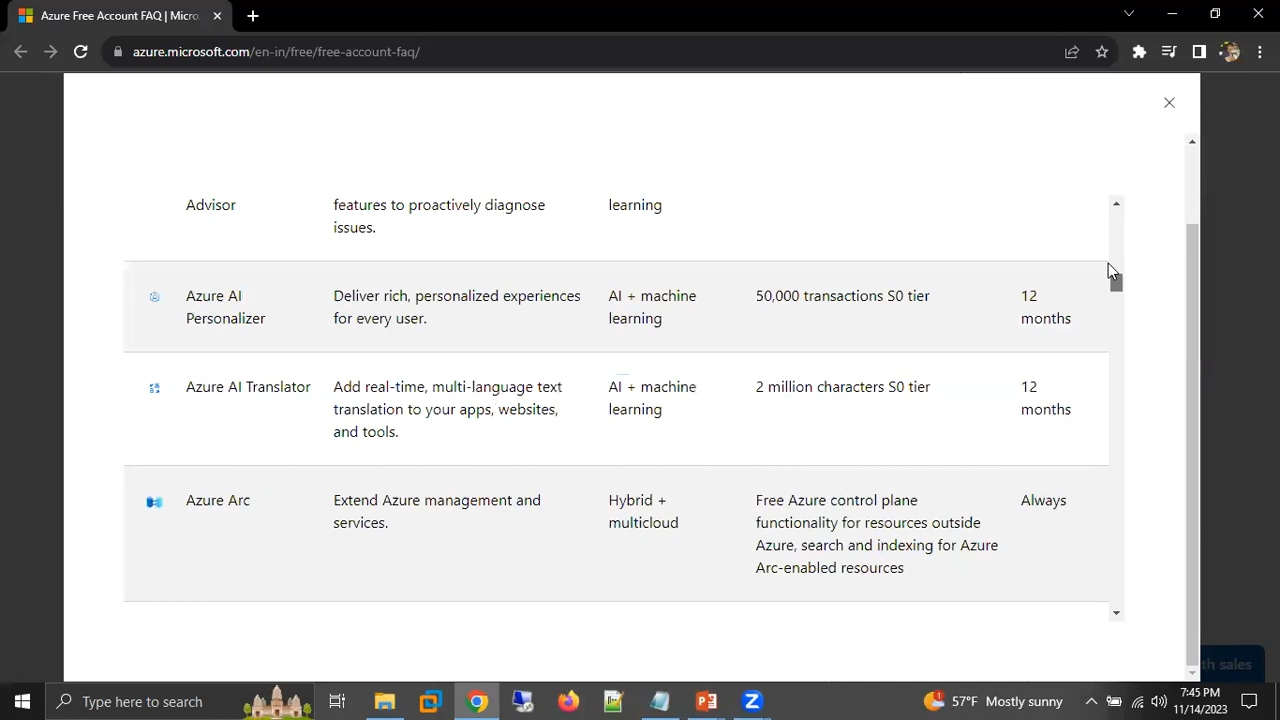 Azure Free Account FAQ | Micro
azure.microsoft.com/en-in/free/free-account-faq/
Advisor
features to proactively diagnose
issues.
learning
Azure AI
Personalizer
Deliver rich, personalized experiences
for every user.
AI + machine
learning
50,000 transactions S0 tier
12
months
Azure AI Translator
Add real-time, multi-language text
translation to your apps, websites,
and tools.
AI + machine
learning
2 million characters S0 tier
12
months
Azure Arc
Extend Azure management and
services.
Hybrid +
multicloud
Free Azure control plane
functionality for resources outside
Azure, search and indexing for Azure
Arc-enabled resources
Always
th sales
Type here to search
57°F Mostly sunny
7:45 PM
11/14/2023